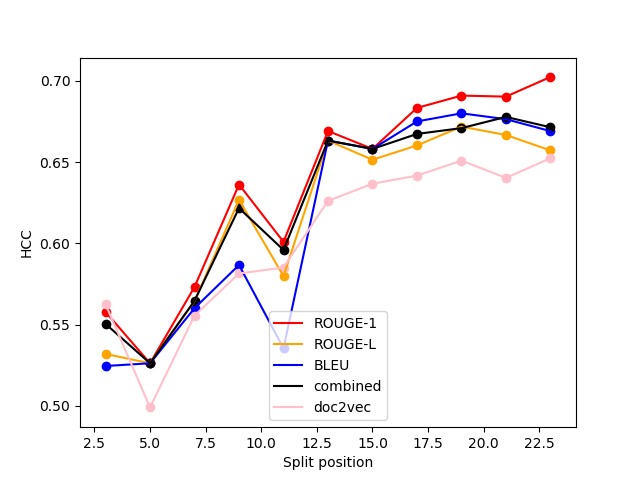 0.70
0.65
0.60
0.55
0.50
HCC
ROUGE-1
ROUGE-L
BLEU
combined
doc2vec
2.5 5.0 7.5 10.0 12.5 15.0 17.5 20.0 22.5
Split position